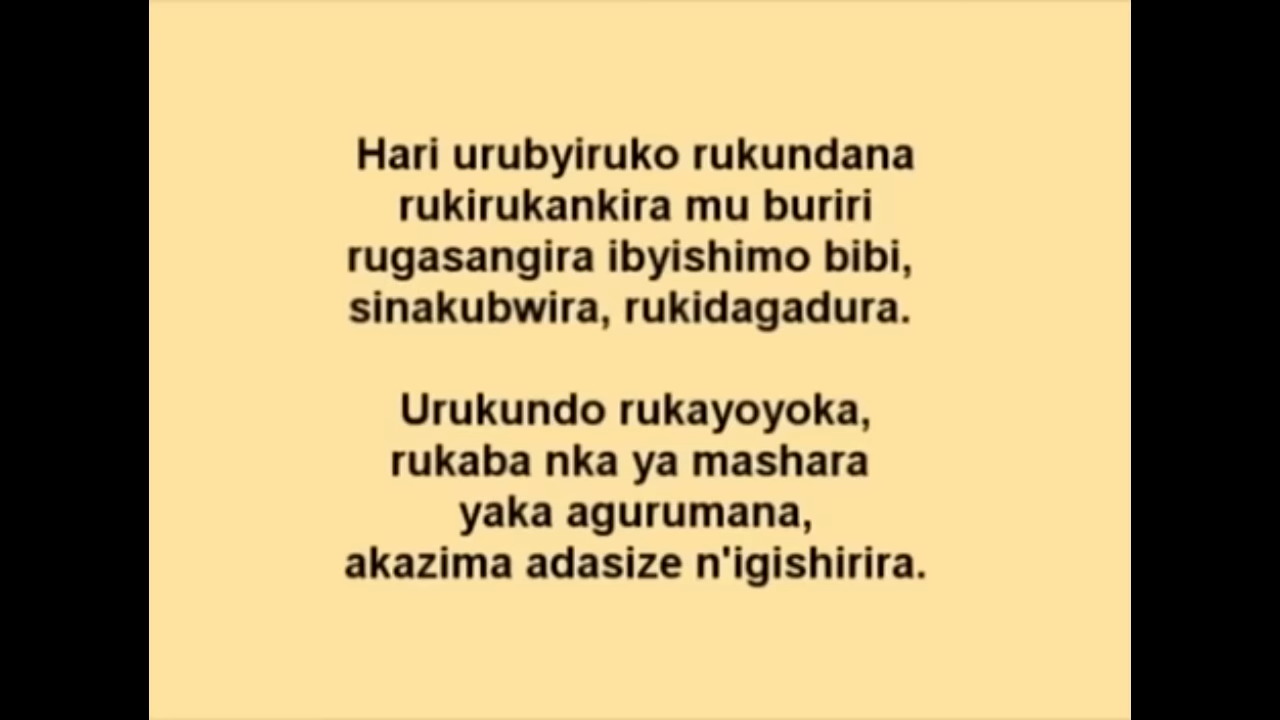 Hari urubyiruko rukundana
rukirukankira mu buriri
rugasangira ibyishimo bibi,
sinakubwira, rukidagadura.
Urukundo rukayoyoka,
rukaba nka ya mashara
yaka agurumana,
akazima adasize n'igishirira.